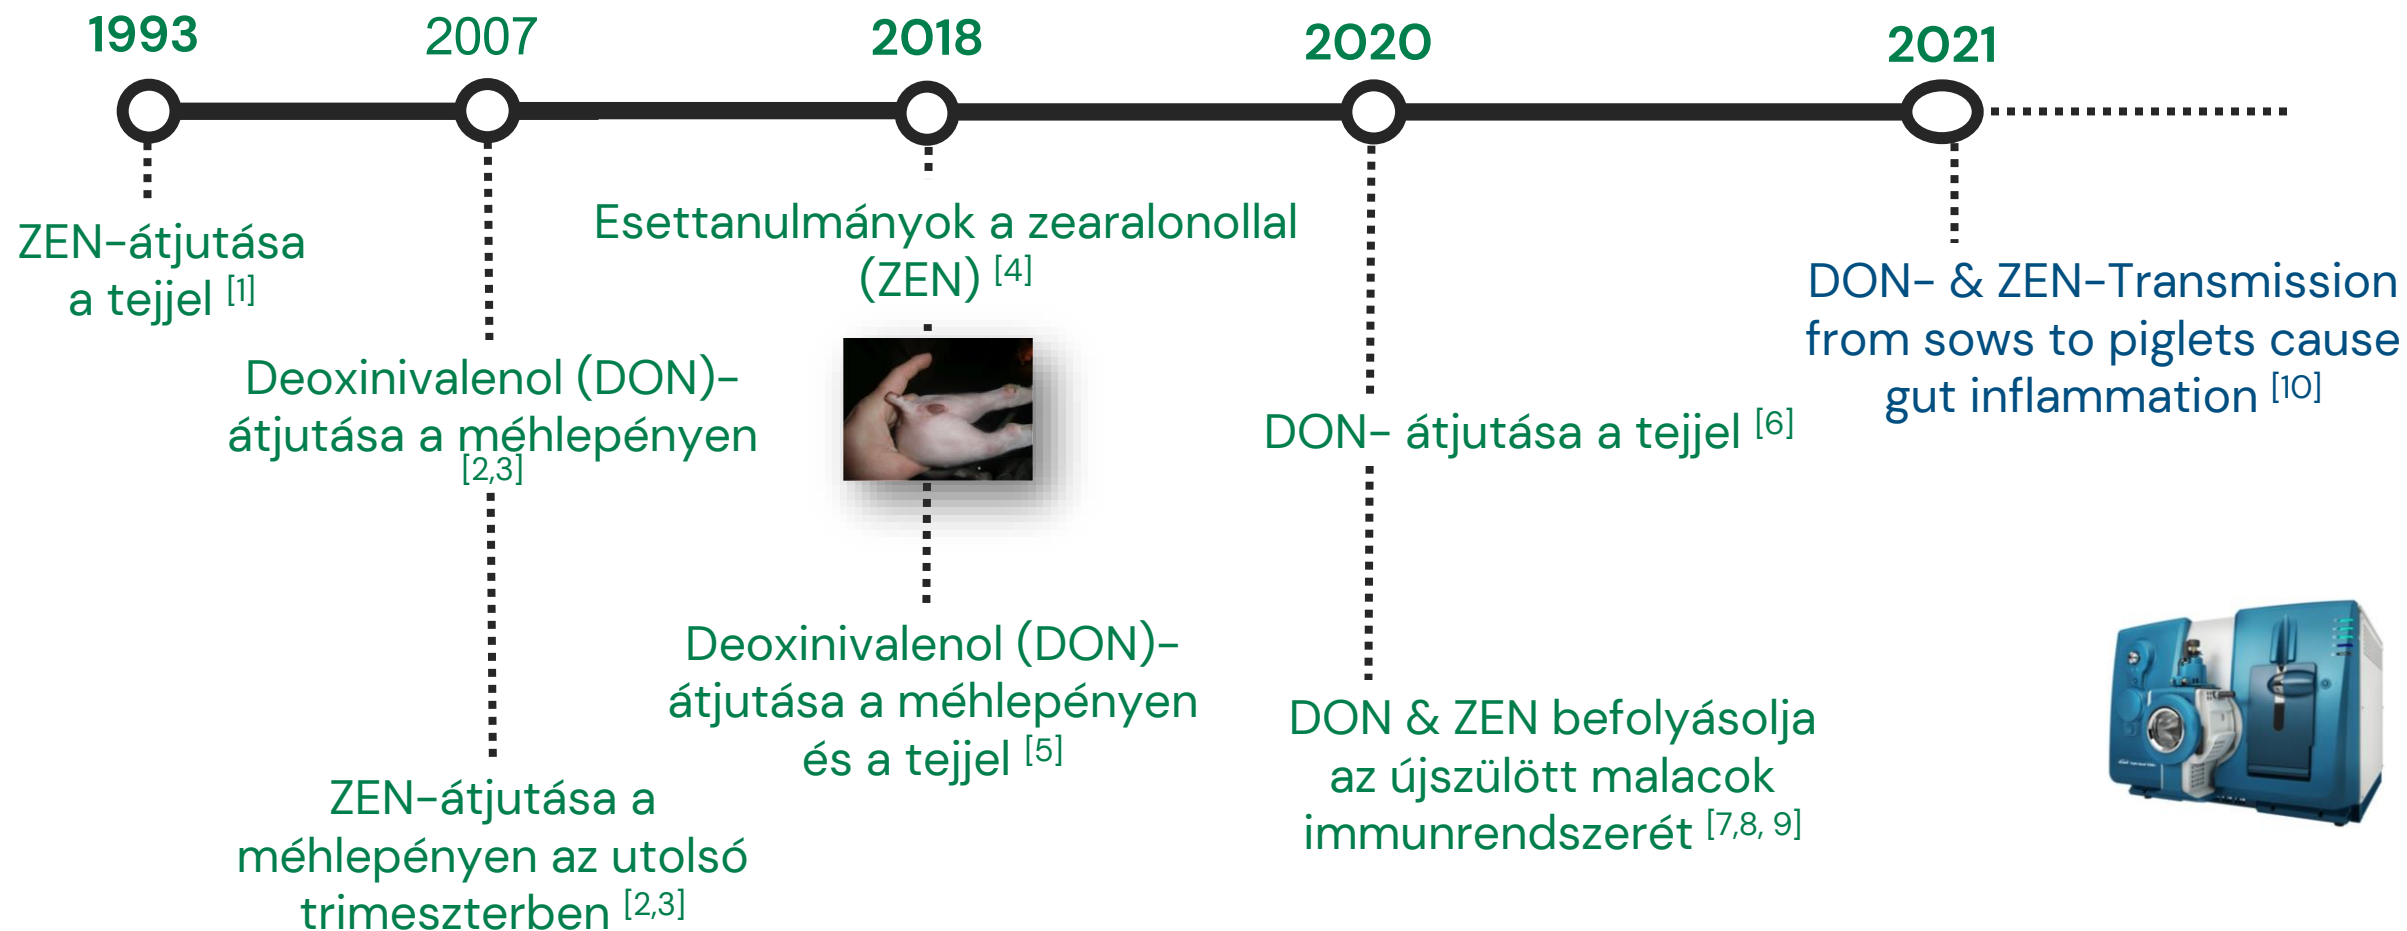 1993
2007
2018
2020
2021
ZEN-átjutása
a tejjel [1]
Deoxinivalenol (DON)-
átjutása a méhlepényen
[2,3]
ZEN-átjutása a
méhlepényen az utolsó
trimeszterben [2,3]
Esettanulmányok a zearalonollal
(ZEN) [4]
Deoxinivalenol (DON)-
átjutása a méhlepényen
és a tejjel [5]
DON- átjutása a tejjel [6]
DON & ZEN befolyásolja
az újszülött malacok
immunrendszerét [7,8, 9]
DON- & ZEN-Transmission
from sows to piglets cause
gut inflammation [10]